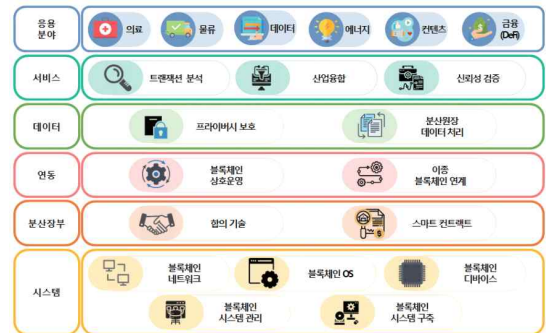 응용
분야
의료
물류
데이터
에너지
컨텐츠
금융
(DeFi)
서비스
트랜잭션 분석
산업융합
신뢰성 검증
데이터
프라이버시 보호
분산원장
데이터 처리
연동
블록체인
상호운영
이종
블록체인 연계
분산장부
합의 기술
스마트 컨트랙트
시스템
블록체인
네트워크
블록체인 OS
블록체인
디바이스
블록체인
시스템 관리
블록체인
시스템 구축